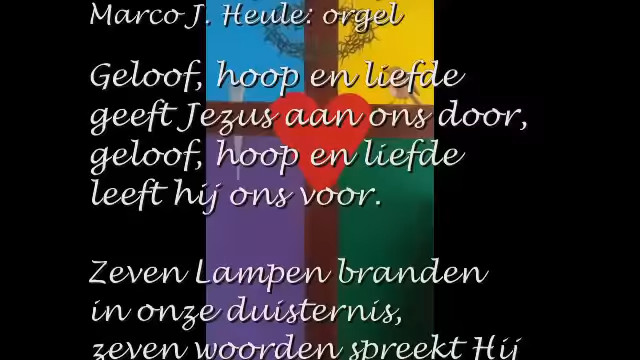 Marco J. Heule: orgel
Geloof, hoop en liefde
geeft Jezus aan ons door,
geloof, hoop en liefde
leeft hij ons voor.
Zeven Lampen branden
in onze duisternis,
zeven woorden spreekt Hij